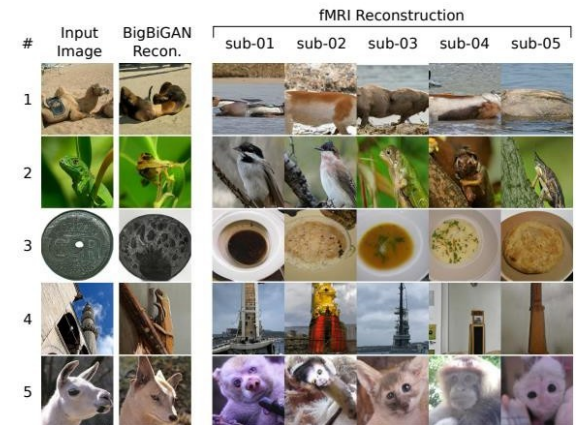 fMRI Reconstruction
# Input Image BigBiGAN Recon. sub-01 sub-02 sub-03 sub-04 sub-05
1
2
3
4
5